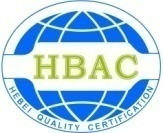 HBAC
HEBEI QUALITY CERTIFICATION